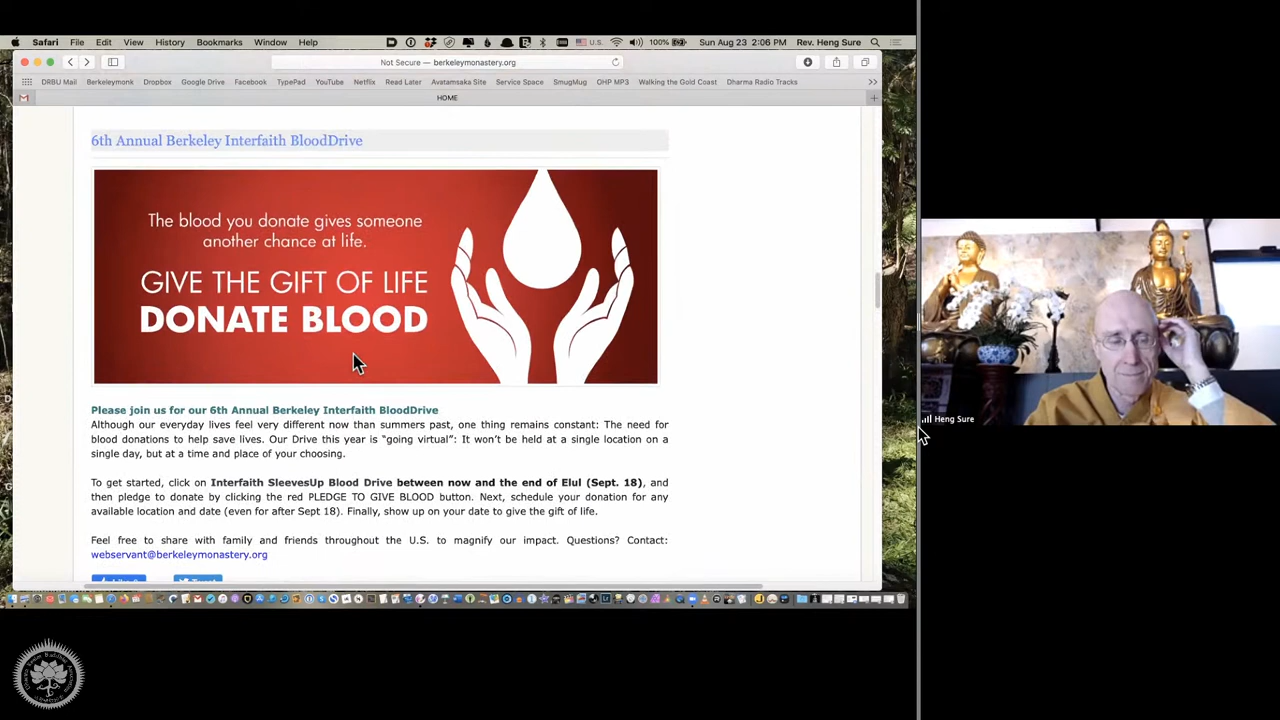 Safari File Edit View History Bookmarks Window Help U.S. 100% Sun Aug 23 2:06 PM Rev. Heng Sure
Not Secure — berkeleymonastery.org
DRBU Mail Berkeleymonk Dropbox Google Drive Facebook TypePad YouTube Netflix Read Later Avatamsaka Site Service Space SmugMug OHP MP3 Walking the Gold Coast Dharma Radio Tracks
HOME
6th Annual Berkeley Interfaith BloodDrive
The blood you donate gives someone
another chance at life.
GIVE THE GIFT OF LIFE
DONATE BLOOD
Please join us for our 6th Annual Berkeley Interfaith BloodDrive
Although our everyday lives feel very different now than summers past, one thing remains constant: The need for
blood donations to help save lives. Our Drive this year is “going virtual”: It won't be held at a single location on a
single day, but at a time and place of your choosing.
To get started, click on Interfaith SleevesUp Blood Drive between now and the end of Elul (Sept. 18), and
then pledge to donate by clicking the red PLEDGE TO GIVE BLOOD button. Next, schedule your donation for any
available location and date (even for after Sept 18). Finally, show up on your date to give the gift of life.
Feel free to share with family and friends throughout the U.S. to magnify our impact. Questions? Contact:
webservant@berkeleymonastery.org
Heng Sure